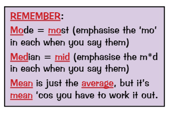 REMEMBER:
Mode = most (emphasise the 'mo'
in each when you say them)
Median = mid (emphasise the m*d
in each when you say them)
Mean is just the average, but it's
mean 'cos you have to work it out.